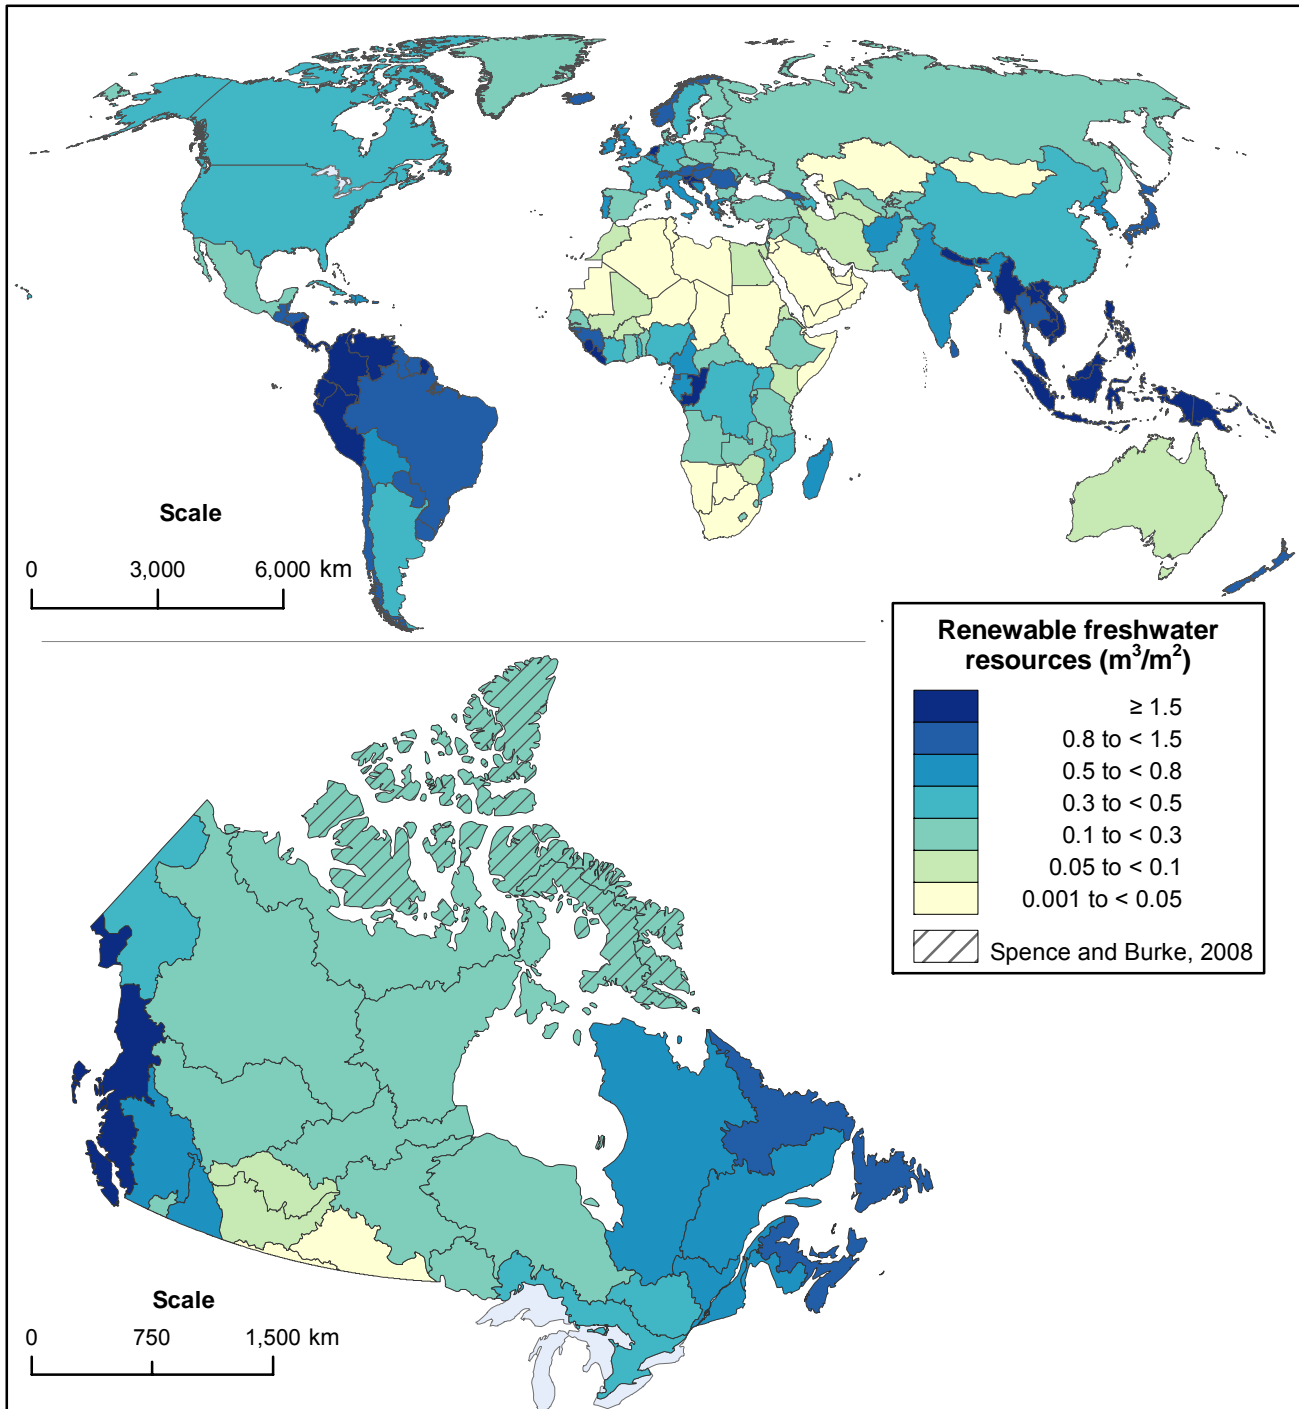 Scale
0 3,000 6,000 km
Renewable freshwater
resources (m³/m²)
≥ 1.5
0.8 to < 1.5
0.5 to < 0.8
0.3 to < 0.5
0.1 to < 0.3
0.05 to < 0.1
0.001 to < 0.05
Spence and Burke, 2008
Scale
0 750 1,500 km